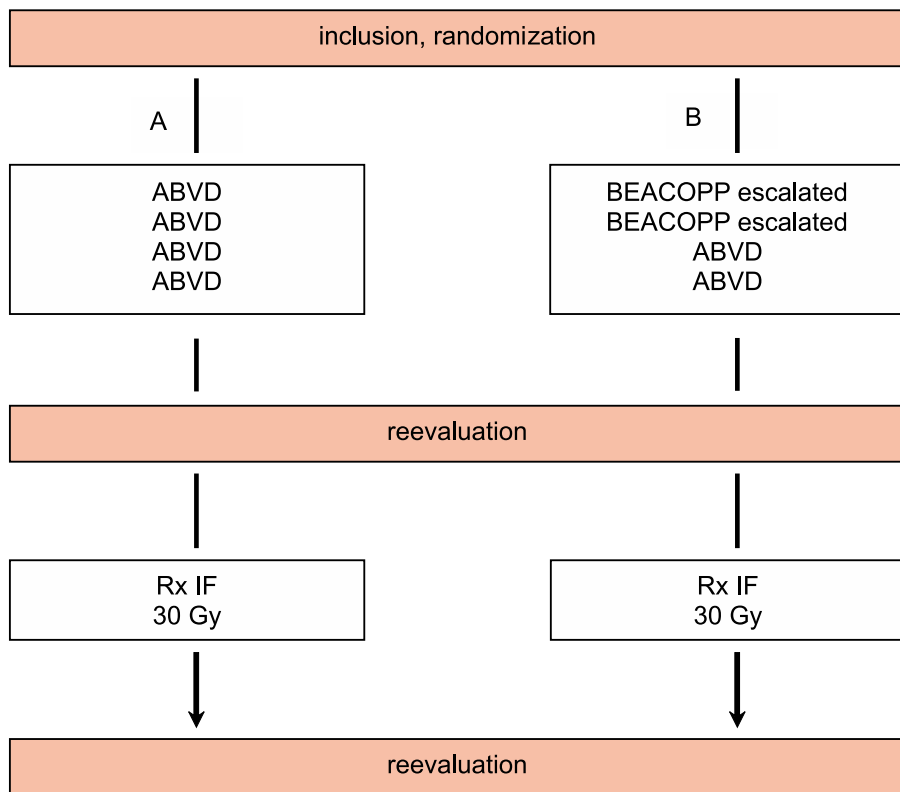 inclusion, randomization
A
B
ABVD
ABVD
ABVD
ABVD
BEACOPP escalated
BEACOPP escalated
ABVD
ABVD
reevaluation
Rx IF
30 Gy
Rx IF
30 Gy
reevaluation